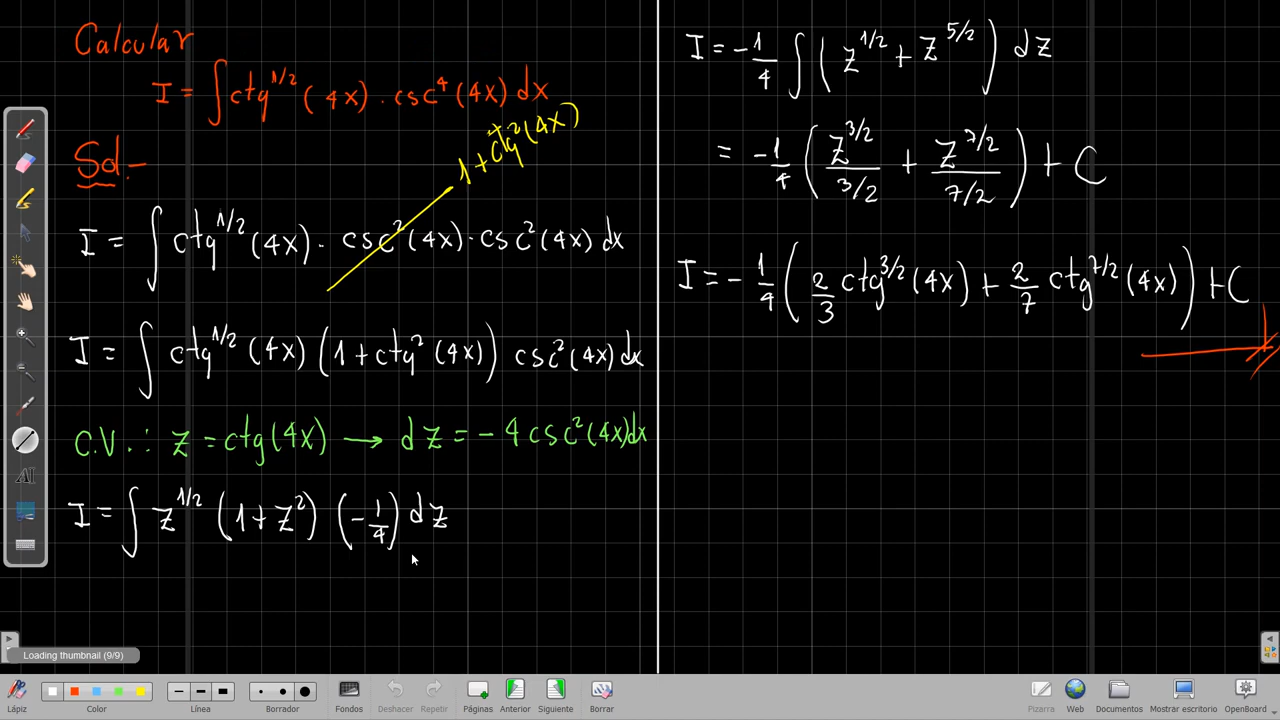 Calcular
I = ∫ ctg^{1/2}(4x) · csc^4(4x) dx
Sol.-
1 + ctg^2(4x)
I = ∫ ctg^{1/2}(4x) · csc^2(4x) · csc^2(4x) dx
I = ∫ ctg^{1/2}(4x) (1 + ctg^2(4x)) csc^2(4x) dx
C.V. ∴ z = ctg(4x) → dz = -4 csc^2(4x) dx
I = ∫ z^{1/2} (1 + z^2) (-1/4) dz
I = -1/4 ∫ (z^{1/2} + z^{5/2}) dz
= -1/4 (z^{3/2}/(3/2) + z^{7/2}/(7/2)) + C
I = -1/4 (2/3 ctg^{3/2}(4x) + 2/7 ctg^{7/2}(4x)) + C
Loading thumbnail (9/9)
Lápiz Color Línea Borrador Fondos Deshacer Repetir Páginas Anterior Siguiente Borrar Pizarra Web Documentos Mostrar escritorio OpenBoard